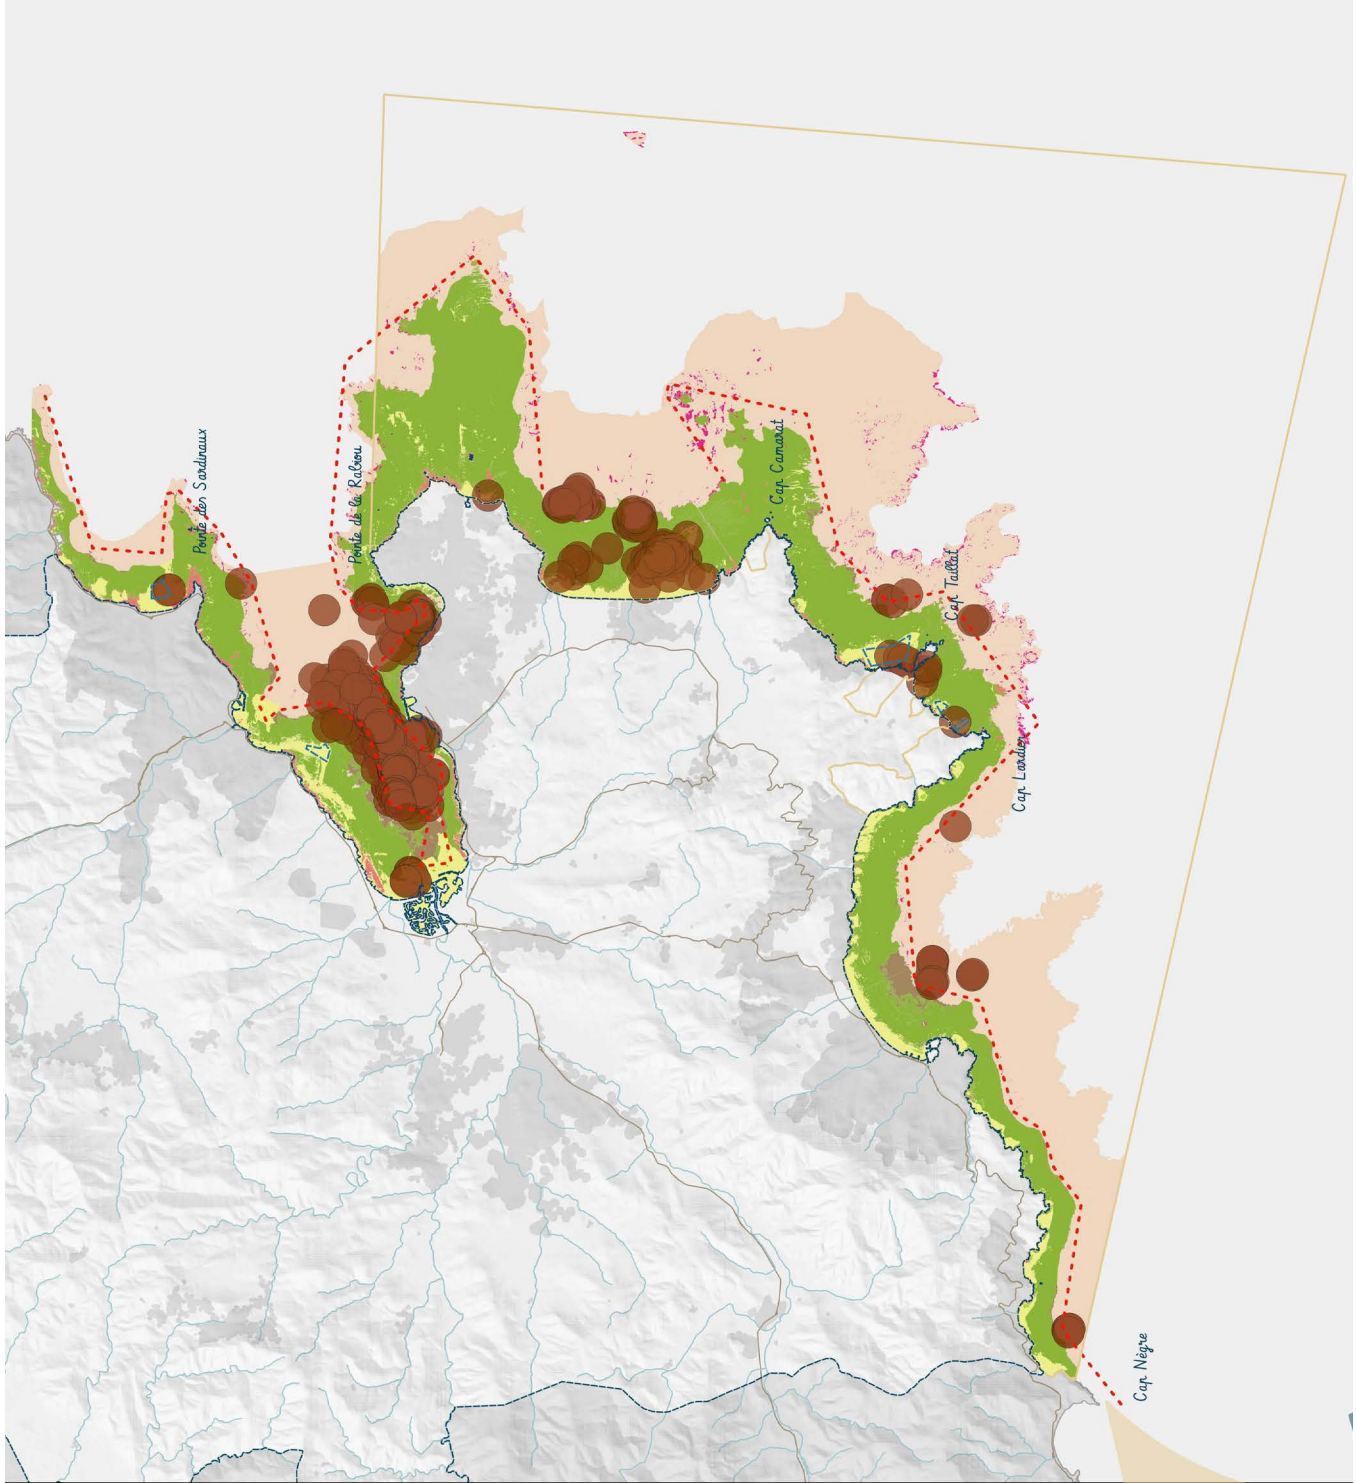 Pointe des Sardinaux
Pointe de la Rabiou
Cap Camarat
Cap Taillat
Cap Lardier
Cap Nègre